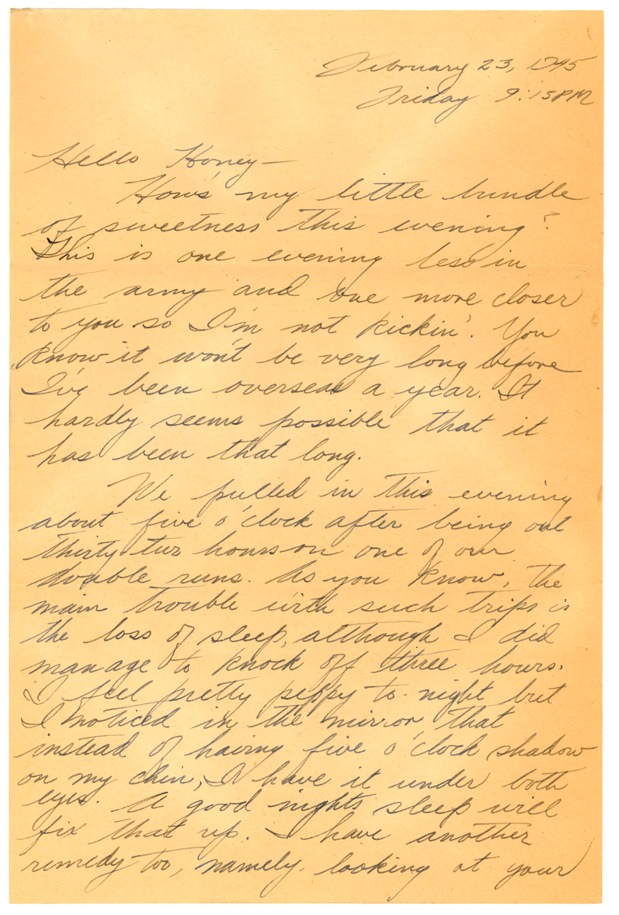 February 23, 1945
Friday 9:15PM
Hello Honey—
How's my little bundle
of sweetness this evening?
This is one evening less in
the army and one more closer
to you so I'm not kickin'. You
know it won't be very long before
I've been overseas a year. It
hardly seems possible that it
has been that long.
We pulled in this evening
about five o'clock after being out
thirty two hours on one of our
double runs. As you know, the
main trouble with such trips is
the loss of sleep, although I did
manage to knock off three hours.
I feel pretty peppy to-night but
I noticed in the mirror that
instead of having five o'clock shadow
on my chin, I have it under both
eyes. A good nights sleep will
fix that up. I have another
remedy too, namely, looking at your